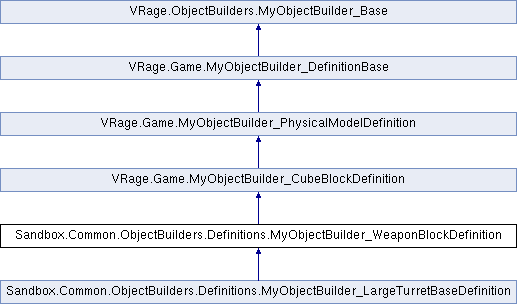 VRage.ObjectBuilders.MyObjectBuilder_Base
VRage.Game.MyObjectBuilder_DefinitionBase
VRage.Game.MyObjectBuilder_PhysicalModelDefinition
VRage.Game.MyObjectBuilder_CubeBlockDefinition
Sandbox.Common.ObjectBuilders.Definitions.MyObjectBuilder_WeaponBlockDefinition
Sandbox.Common.ObjectBuilders.Definitions.MyObjectBuilder_LargeTurretBaseDefinition